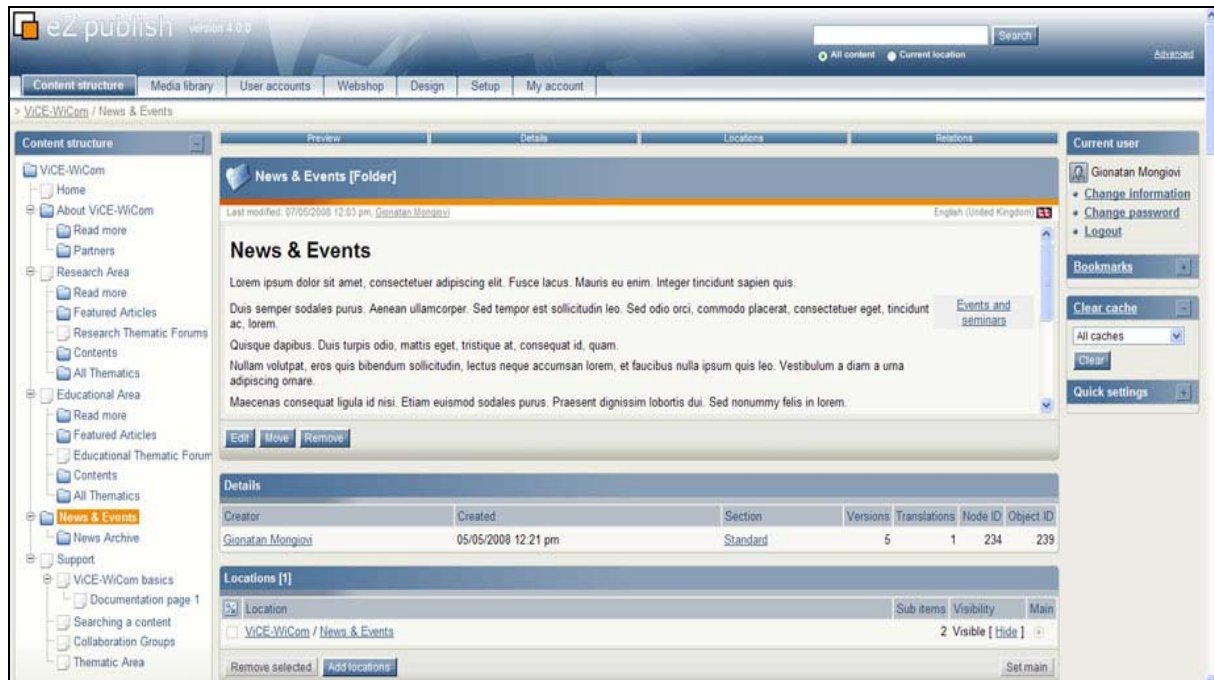 eZ publish version 4.0.0
Search
All content Current location
Advanced
Content structure Media library User accounts Webshop Design Setup My account
> ViCE-WiCom / News & Events
Content structure
ViCE-WiCom
Home
About ViCE-WiCom
Read more
Partners
Research Area
Read more
Featured Articles
Research Thematic Forums
Contents
All Thematics
Educational Area
Read more
Featured Articles
Educational Thematic Forum
Contents
All Thematics
News & Events
News Archive
Support
ViCE-WiCom basics
Documentation page 1
Searching a content
Collaboration Groups
Thematic Area
Preview Details Locations Relations
News & Events [Folder]
Last modified: 07/05/2008 12:03 pm, Gionatan Mongiovi English (United Kingdom)
News & Events
Lorem ipsum dolor sit amet, consectetuer adipiscing elit. Fusce lacus. Mauris eu enim. Integer tincidunt sapien quis.
Duis semper sodales purus. Aenean ullamcorper. Sed tempor est sollicitudin leo. Sed odio orci, commodo placerat, consectetuer eget, tincidunt
ac, lorem.
Events and
seminars
Quisque dapibus. Duis turpis odio, mattis eget, tristique at, consequat id, quam.
Nullam volutpat, eros quis bibendum sollicitudin, lectus neque accumsan lorem, et faucibus nulla ipsum quis leo. Vestibulum a diam a urna
adipiscing ornare.
Maecenas consequat ligula id nisi. Etiam euismod sodales purus. Praesent dignissim lobortis dui. Sed nonummy felis in lorem.
Edit Move Remove
Details
Creator Created Section Versions Translations Node ID Object ID
Gionatan Mongiovi 05/05/2008 12:21 pm Standard 5 1 234 239
Locations [1]
Location Sub items Visibility Main
ViCE-WiCom / News & Events 2 Visible [ Hide ]
Remove selected Add locations Set main
Current user
Gionatan Mongiovi
Change information
Change password
Logout
Bookmarks
Clear cache
All caches
Clear
Quick settings